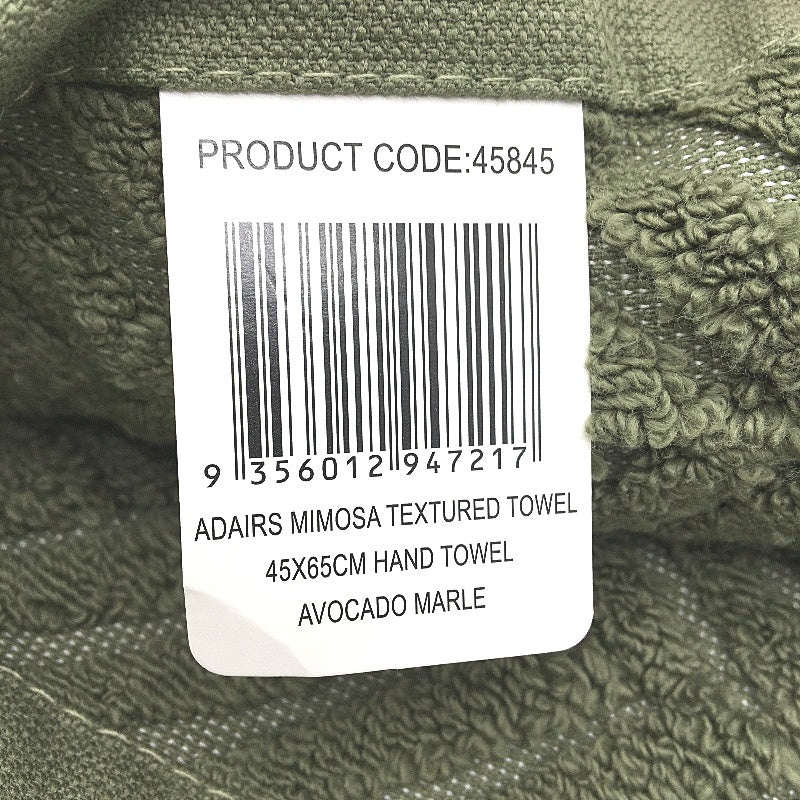 PRODUCT CODE:45845
9 356012 947217
ADAIRS MIMOSA TEXTURED TOWEL
45X65CM HAND TOWEL
AVOCADO MARLE